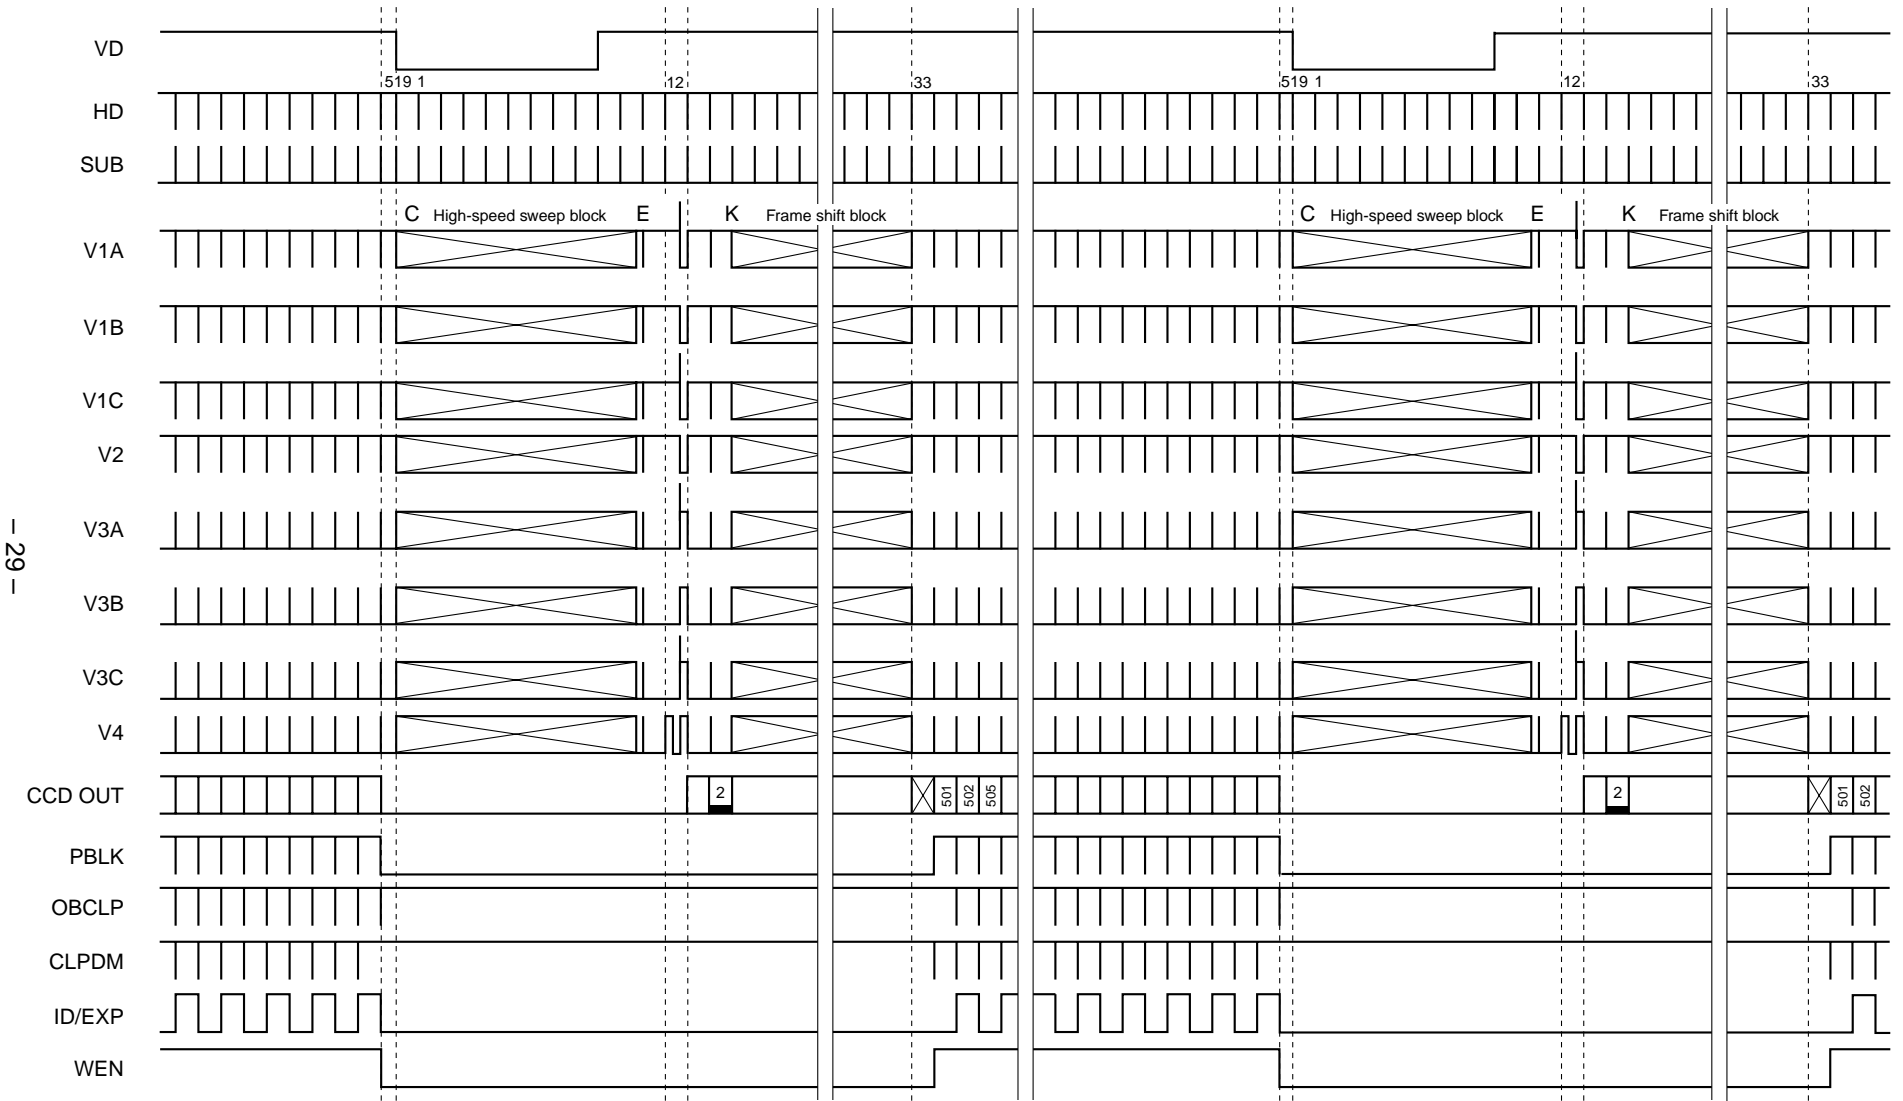 VD
519 1 12 33 519 1 12 33
HD
SUB
C High-speed sweep block E K Frame shift block C High-speed sweep block E K Frame shift block
V1A
V1B
V1C
V2
V3A
– 29 –
V3B
V3C
V4
CCD OUT 2 501 502 505 2 501 502
PBLK
OBCLP
CLPDM
ID/EXP
WEN